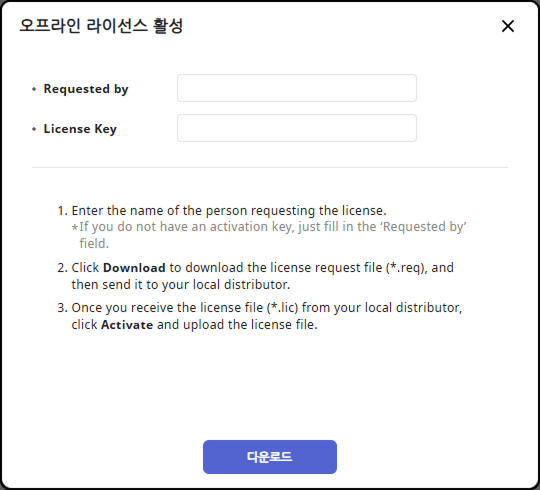 오프라인 라이선스 활성
• Requested by
• License Key
1. Enter the name of the person requesting the license.
*If you do not have an activation key, just fill in the ‘Requested by’
field.
2. Click Download to download the license request file (*.req), and
then send it to your local distributor.
3. Once you receive the license file (*.lic) from your local distributor,
click Activate and upload the license file.
다운로드